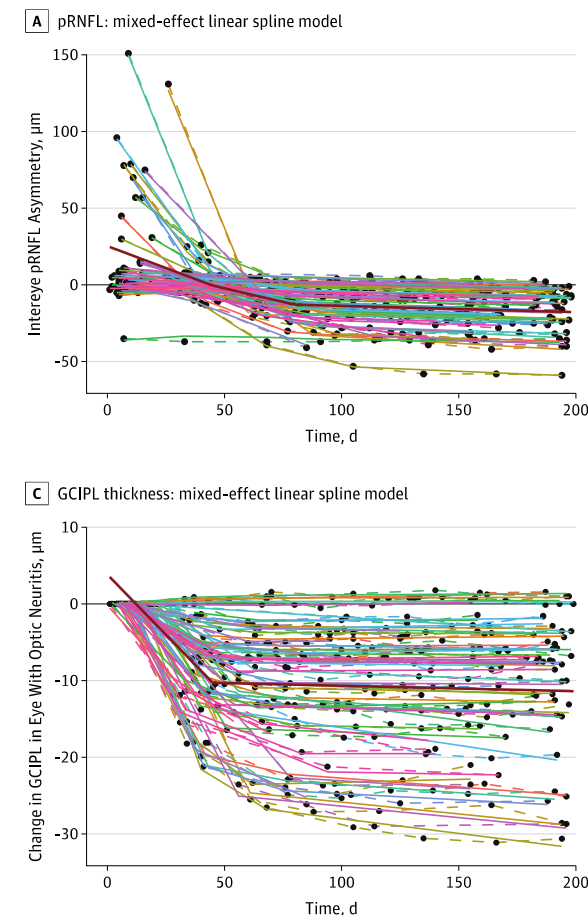 A pRNFL: mixed-effect linear spline model
150
100
50
0
-50
Intereye pRNFL Asymmetry, μm
0 50 100 150 200
Time, d
C GCIPL thickness: mixed-effect linear spline model
10
0
-10
-20
-30
Change in GCIPL in Eye With Optic Neuritis, μm
0 50 100 150 200
Time, d